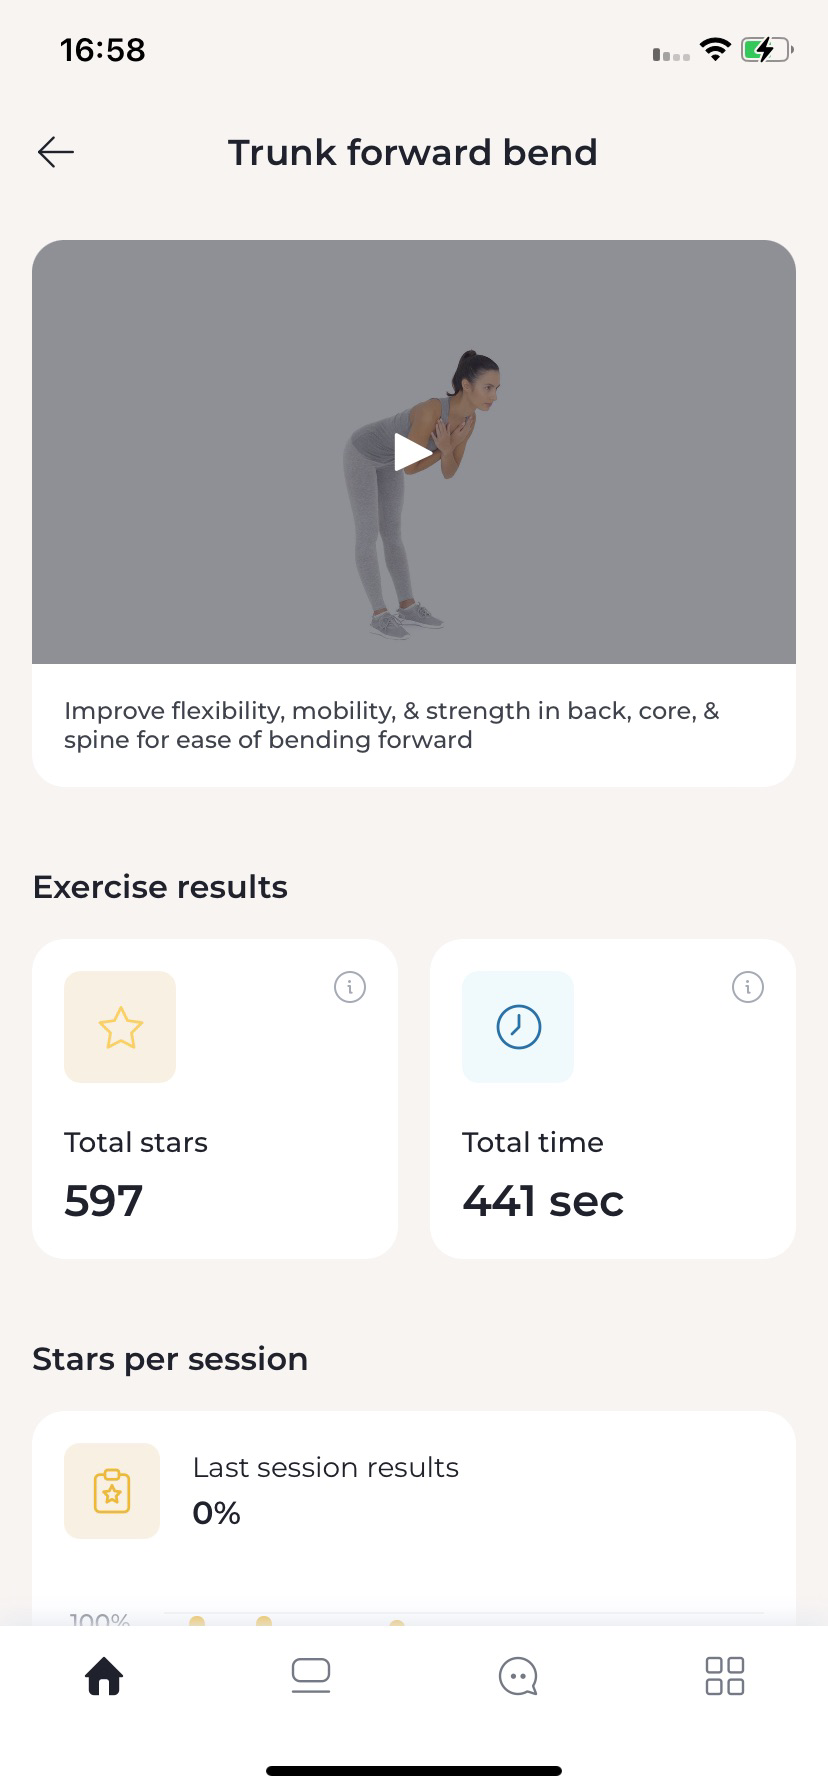 16:58
Trunk forward bend
Improve flexibility, mobility, & strength in back, core, &
spine for ease of bending forward
Exercise results
Total stars
597
Total time
441 sec
Stars per session
Last session results
0%
100%